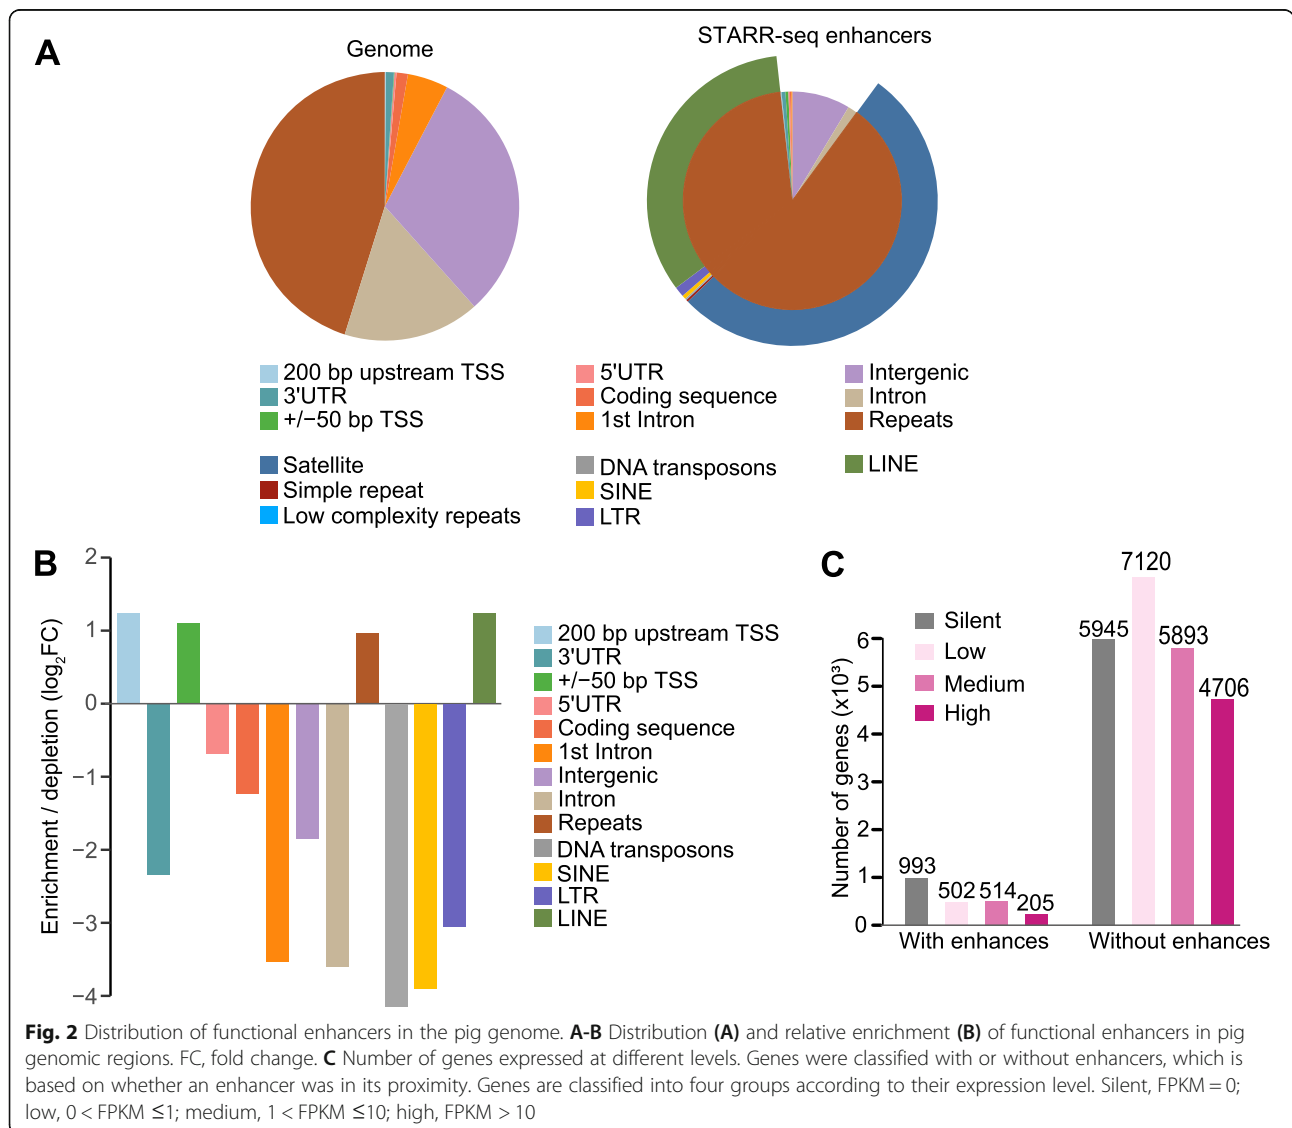 A
Genome
STARR-seq enhancers
200 bp upstream TSS
3'UTR
+/−50 bp TSS
5'UTR
Coding sequence
1st Intron
Intergenic
Intron
Repeats
Satellite
Simple repeat
Low complexity repeats
DNA transposons
SINE
LTR
LINE
B
Enrichment / depletion (log₂FC)
2
1
0
−1
−2
−3
−4
200 bp upstream TSS
3'UTR
+/−50 bp TSS
5'UTR
Coding sequence
1st Intron
Intergenic
Intron
Repeats
DNA transposons
SINE
LTR
LINE
C
Number of genes (x10³)
6
5
4
3
2
1
0
Silent
Low
Medium
High
993
502
514
205
5945
7120
5893
4706
With enhances
Without enhances
Fig. 2 Distribution of functional enhancers in the pig genome. A-B Distribution (A) and relative enrichment (B) of functional enhancers in pig
genomic regions. FC, fold change. C Number of genes expressed at different levels. Genes were classified with or without enhancers, which is
based on whether an enhancer was in its proximity. Genes are classified into four groups according to their expression level. Silent, FPKM = 0;
low, 0 < FPKM ≤1; medium, 1 < FPKM ≤10; high, FPKM > 10